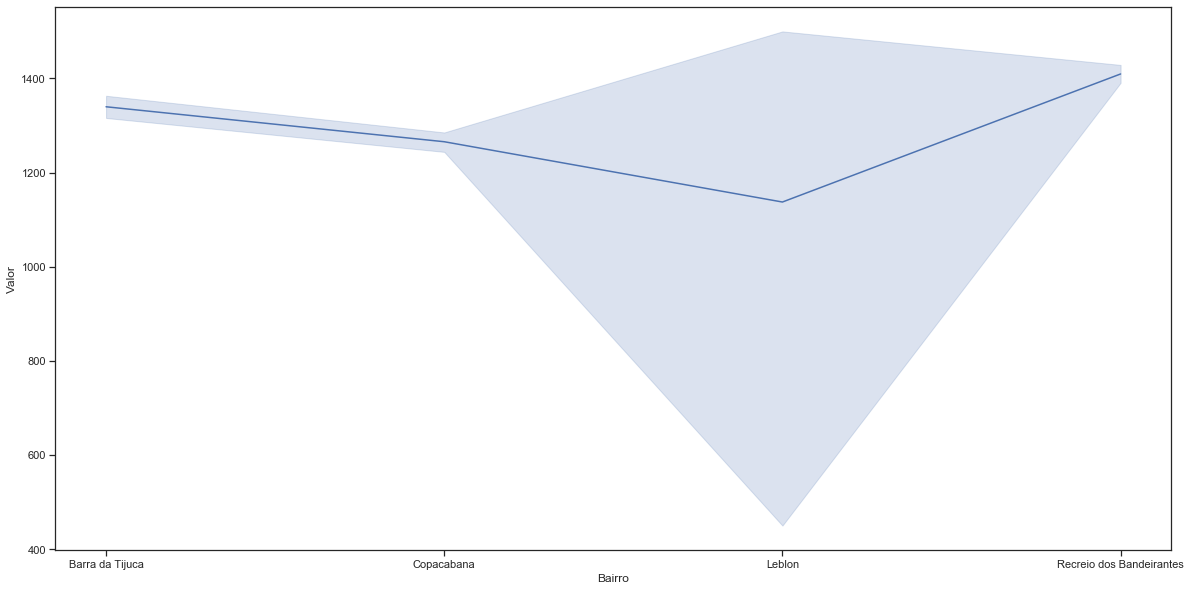 Valor
1400
1200
1000
800
600
400
Barra da Tijuca
Copacabana
Leblon
Recreio dos Bandeirantes
Bairro